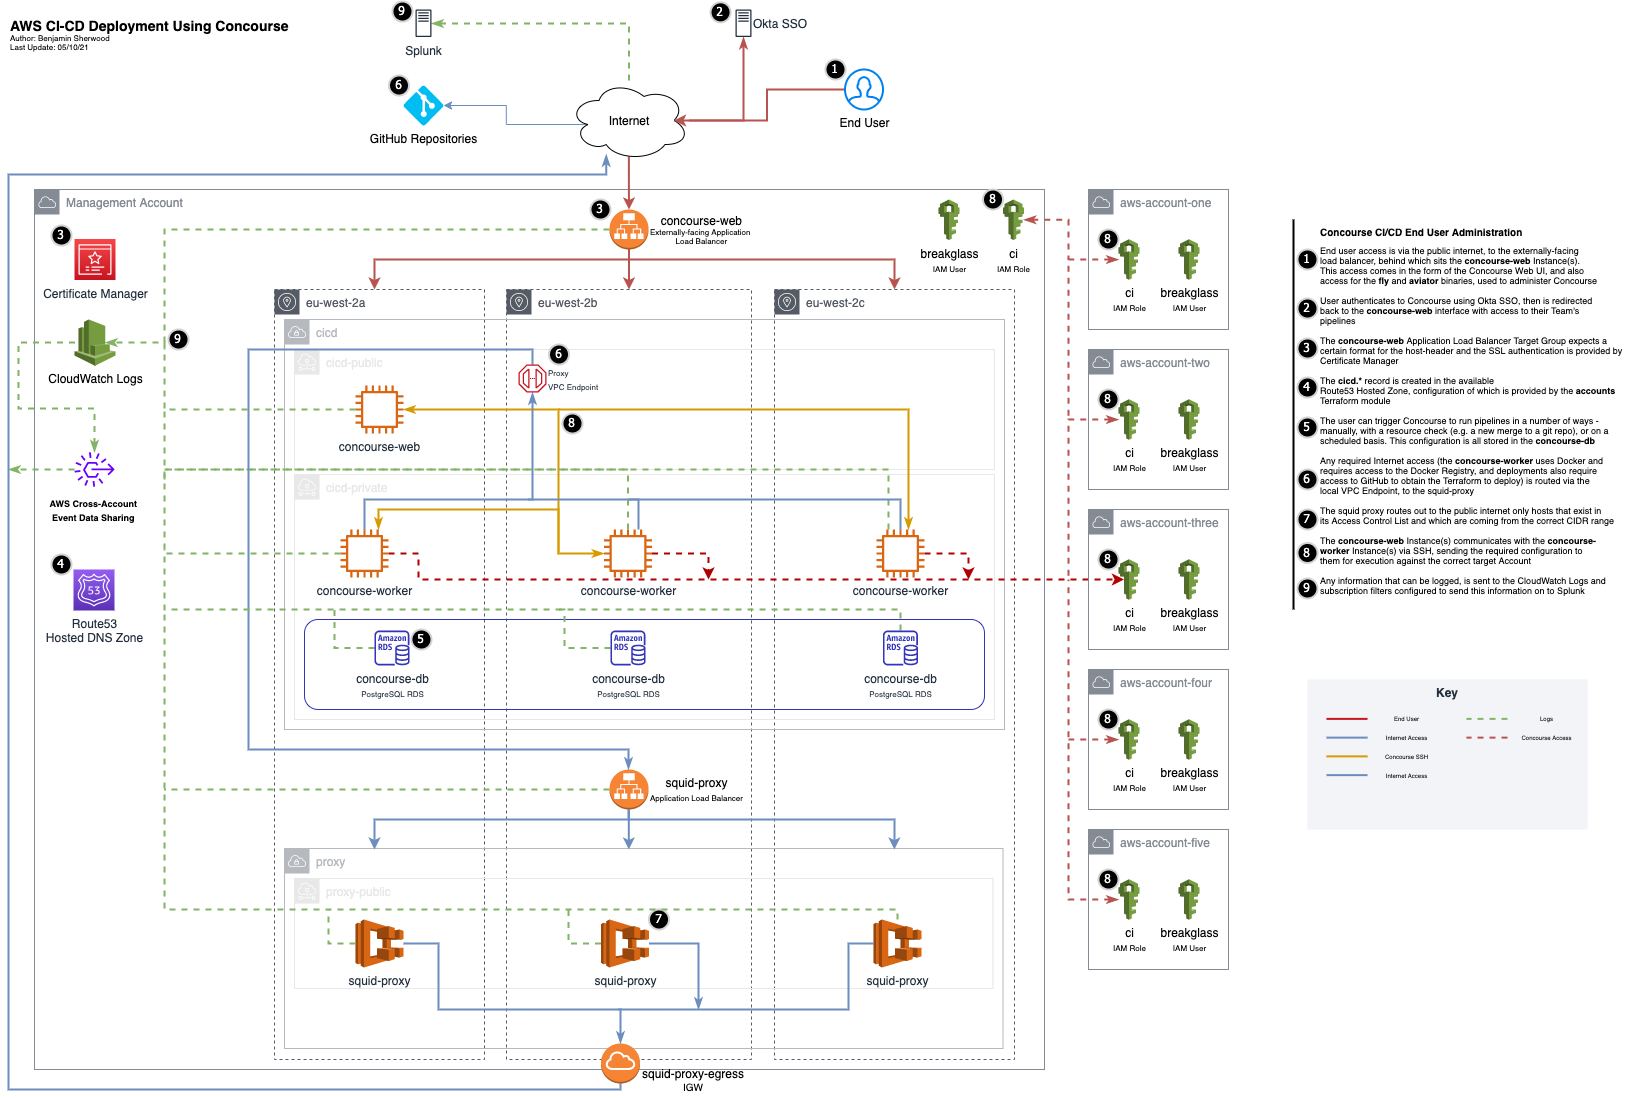 AWS CI-CD Deployment Using Concourse
Author: Benjamin Sherwood
Last Update: 05/10/21
9
Splunk
2
Okta SSO
1
End User
6
GitHub Repositories
Internet
Management Account
3
Certificate Manager
9
CloudWatch Logs
AWS Cross-Account
Event Data Sharing
4
53
Route53
Hosted DNS Zone
3
concourse-web
Externally-facing Application
Load Balancer
breakglass
IAM User
8
ci
IAM Role
eu-west-2a
eu-west-2b
eu-west-2c
cicd
cicd-public
6
Proxy
VPC Endpoint
concourse-web
8
cicd-private
concourse-worker
concourse-worker
concourse-worker
Amazon
RDS
5
concourse-db
PostgreSQL RDS
Amazon
RDS
concourse-db
PostgreSQL RDS
Amazon
RDS
concourse-db
PostgreSQL RDS
squid-proxy
Application Load Balancer
proxy
proxy-public
squid-proxy
7
squid-proxy
squid-proxy
squid-proxy-egress
IGW
aws-account-one
8
ci
IAM Role
breakglass
IAM User
aws-account-two
8
ci
IAM Role
breakglass
IAM User
aws-account-three
8
ci
IAM Role
breakglass
IAM User
aws-account-four
8
ci
IAM Role
breakglass
IAM User
aws-account-five
8
ci
IAM Role
breakglass
IAM User
Concourse CI/CD End User Administration
1
End user access is via the public internet, to the externally-facing
load balancer, behind which sits the concourse-web Instance(s).
This access comes in the form of the Concourse Web UI, and also
access for the fly and aviator binaries, used to administer Concourse
2
User authenticates to Concourse using Okta SSO, then is redirected
back to the concourse-web interface with access to their Team's
pipelines
3
The concourse-web Application Load Balancer Target Group expects a
certain format for the host-header and the SSL authentication is provided by
Certificate Manager
4
The cicd.* record is created in the available
Route53 Hosted Zone, configuration of which is provided by the accounts
Terraform module
5
The user can trigger Concourse to run pipelines in a number of ways -
manually, with a resource check (e.g. a new merge to a git repo), or on a
scheduled basis. This configuration is all stored in the concourse-db
6
Any required Internet access (the concourse-worker uses Docker and
requires access to the Docker Registry, and deployments also require
access to GitHub to obtain the Terraform to deploy) is routed via the
local VPC Endpoint, to the squid-proxy
7
The squid proxy routes out to the public internet only hosts that exist in
its Access Control List and which are coming from the correct CIDR range
8
The concourse-web Instance(s) communicates with the concourse-
worker Instance(s) via SSH, sending the required configuration to
them for execution against the correct target Account
9
Any information that can be logged, is sent to the CloudWatch Logs and
subscription filters configured to send this information on to Splunk
Key
End User
Logs
Internet Access
Concourse Access
Concourse SSH
Internet Access